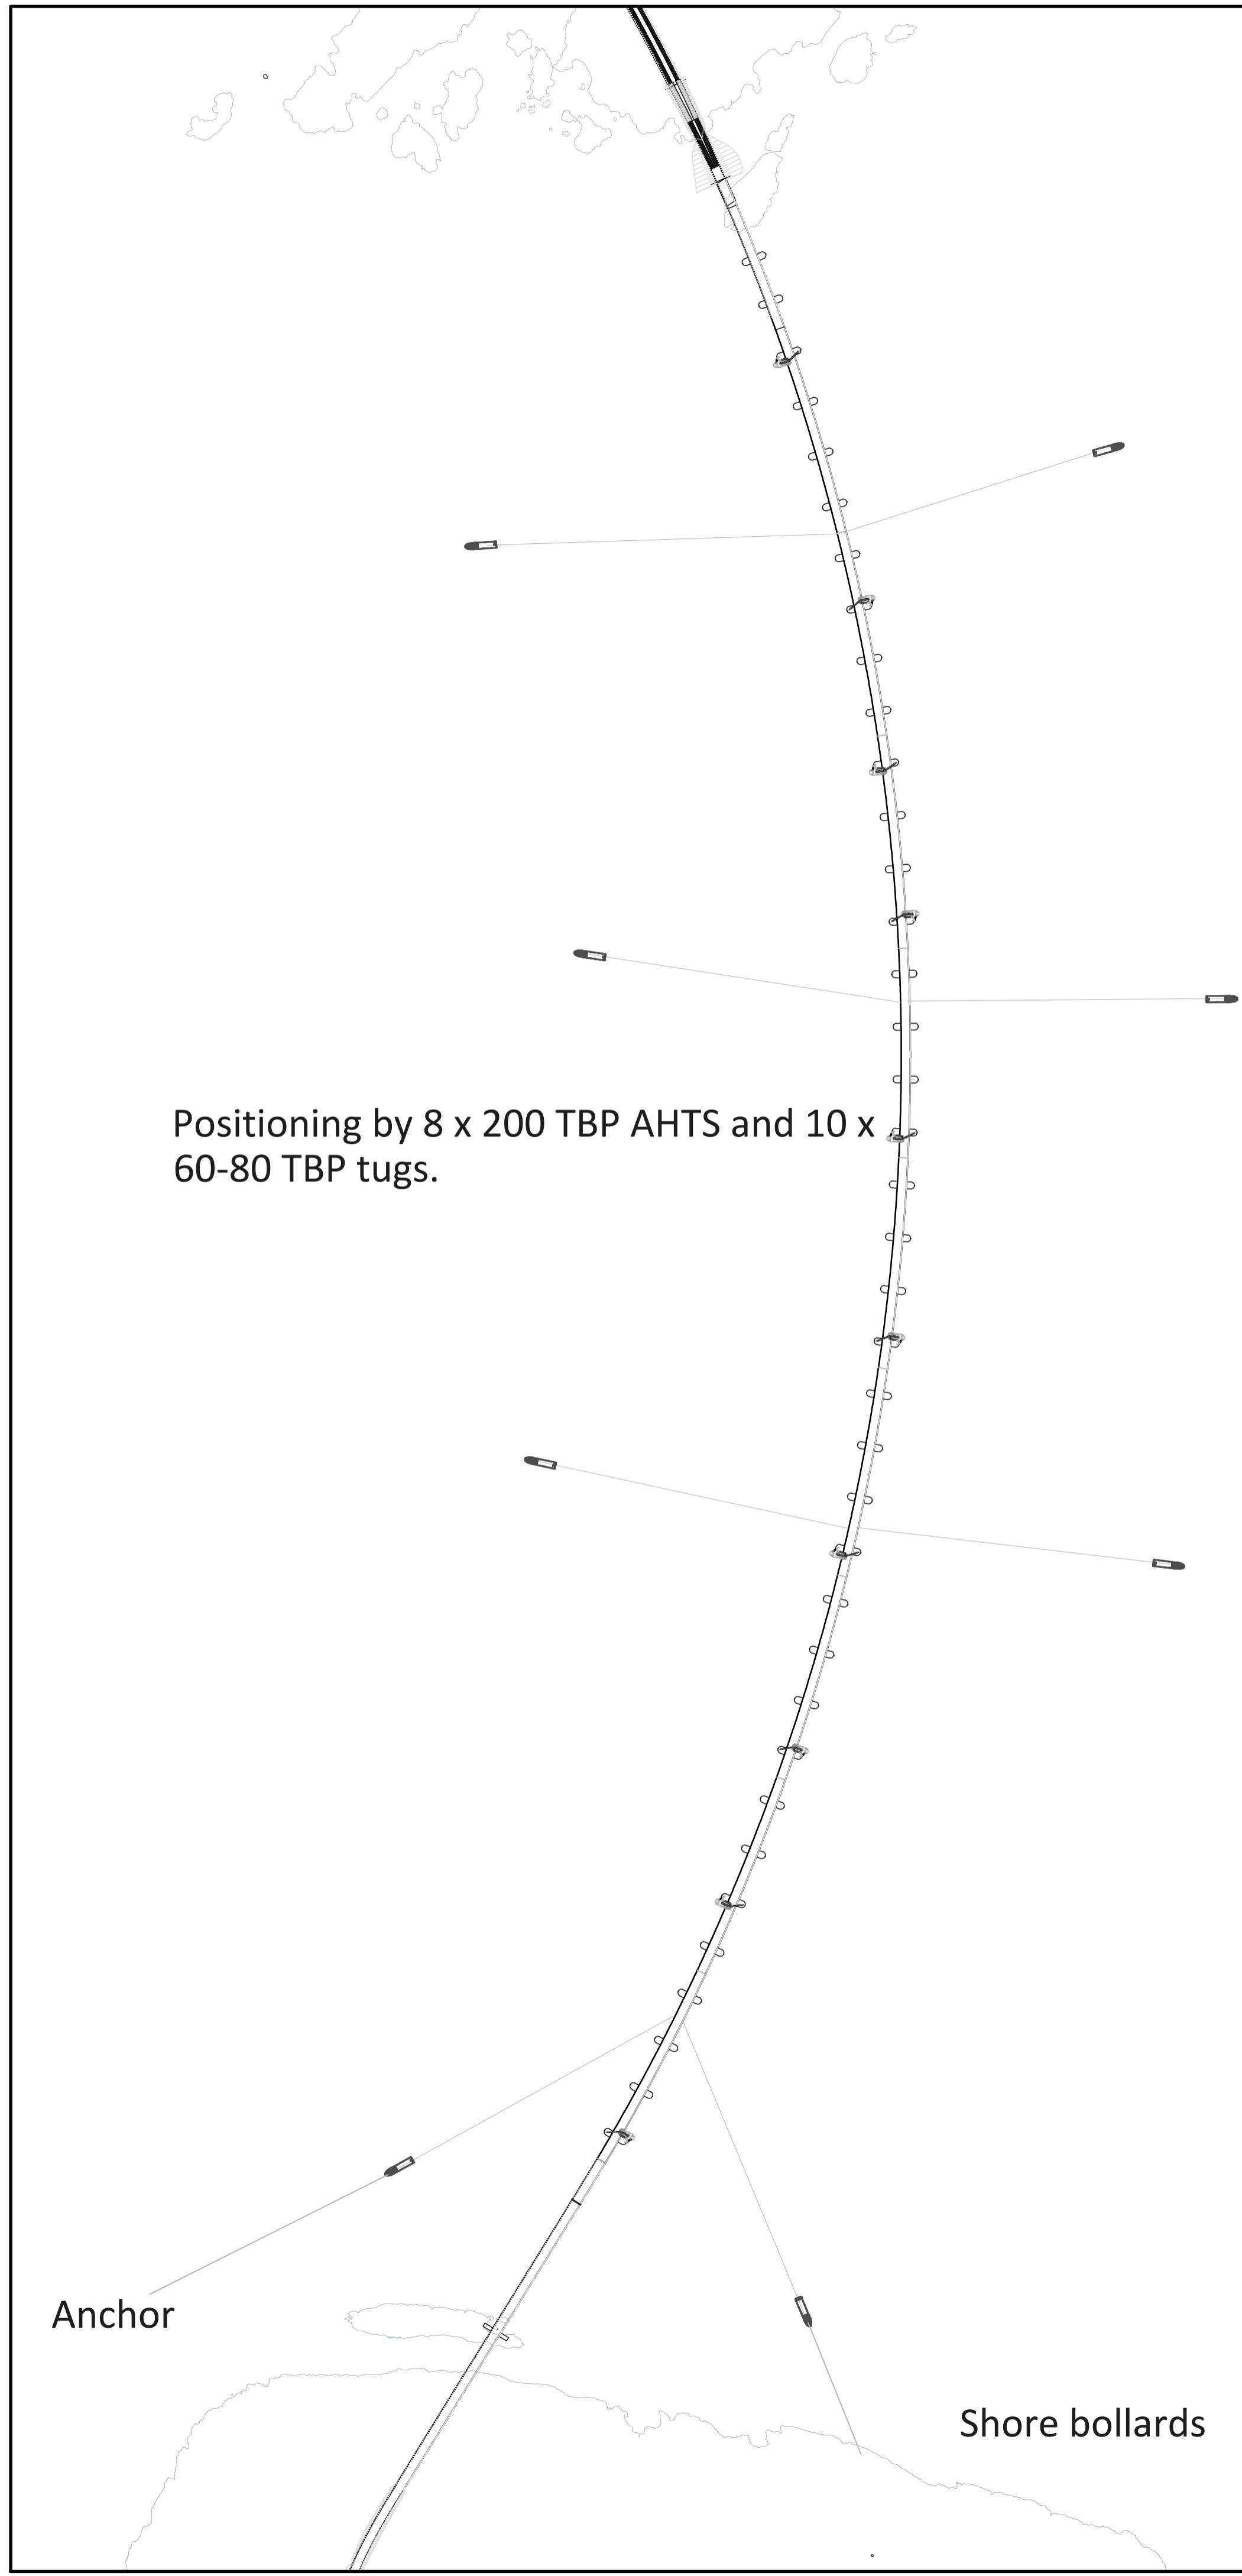 Positioning by 8 x 200 TBP AHTS and 10 x
60-80 TBP tugs.
Anchor
Shore bollards